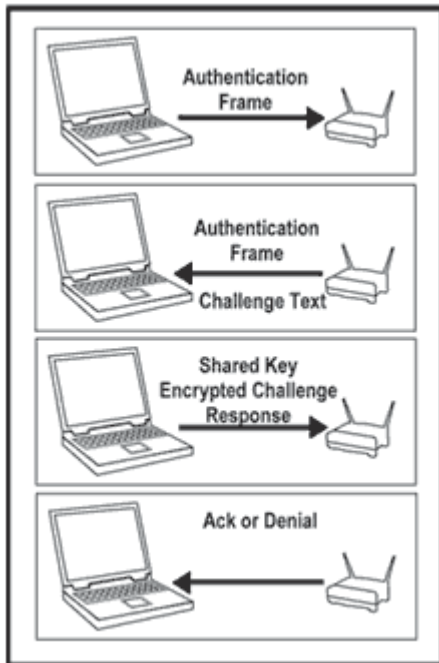 Authentication
Frame
Authentication
Frame
Challenge Text
Shared Key
Encrypted Challenge
Response
Ack or Denial